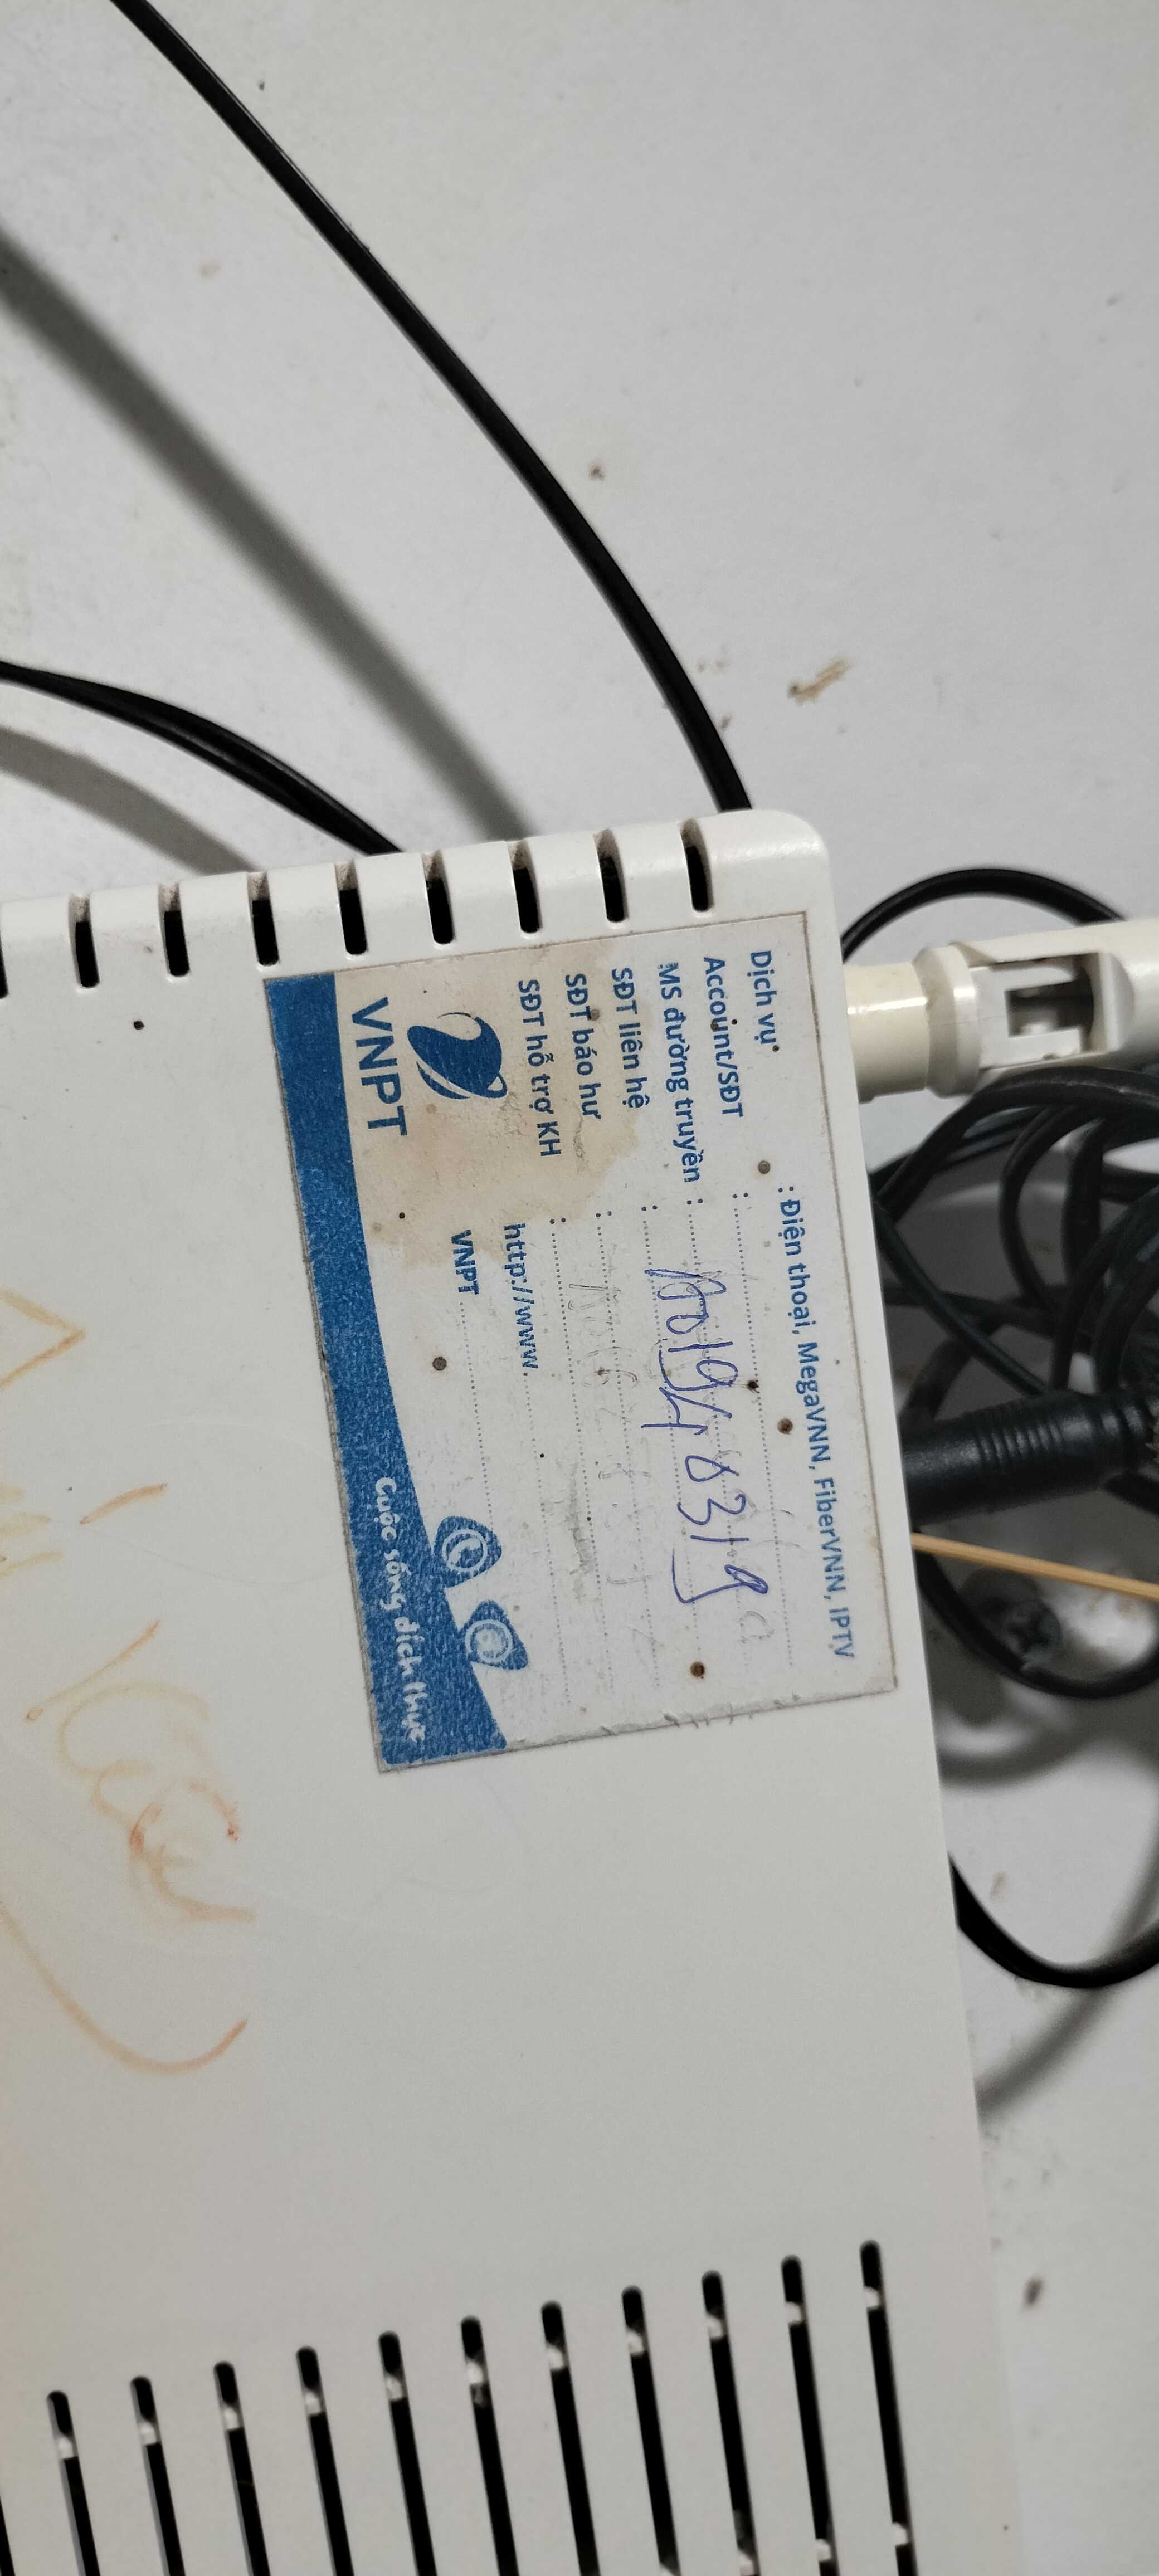 Dịch vụ : Điện thoại, MegaVNN, FiberVNN, IPTV
Account/SĐT :
MS đường truyền :
SĐT liên hệ :
SĐT báo hư :
SĐT hỗ trợ KH :
http://www.
VNPT
VNPT
Cuộc sống đích thực